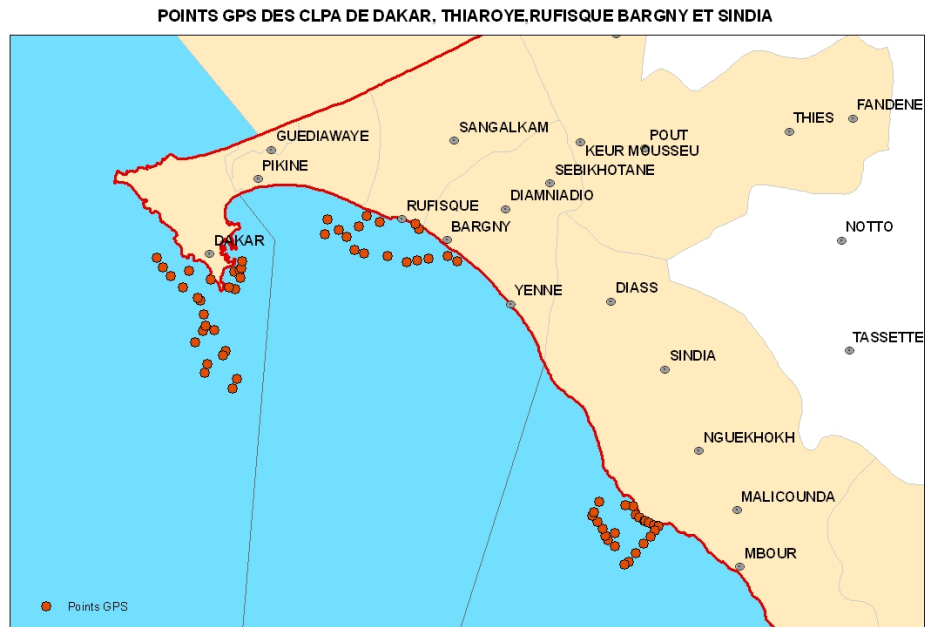 POINTS GPS DES CLPA DE DAKAR, THIAROYE,RUFISQUE BARGNY ET SINDIA
FANDENE
THIES
SANGALKAM
GUEDIAWAYE
POUT
KEUR MOUSSEU
PIKINE
SEBIKHOTANE
DIAMNIADIO
RUFISQUE
BARGNY
NOTTO
DAKAR
YENNE
DIASS
TASSETTE
SINDIA
NGUEKHOKH
MALICOUNDA
MBOUR
Points GPS